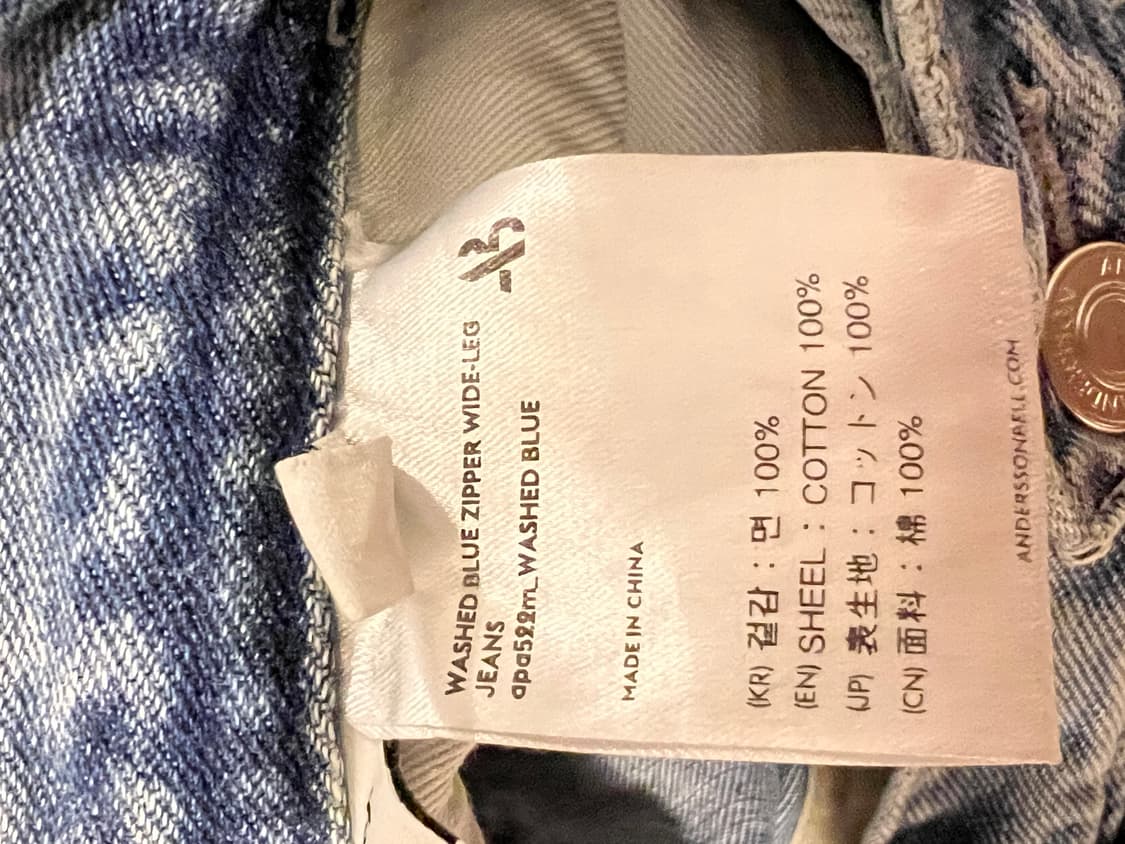 WASHED BLUE ZIPPER WIDE-LEG
JEANS
apa522m_WASHED BLUE
MADE IN CHINA
(KR) 겉감 : 면 100%
(EN) SHEEL : COTTON 100%
(JP) 表生地 : コットン 100%
(CN) 面料 : 棉 100%
ANDERSSONBELL.COM